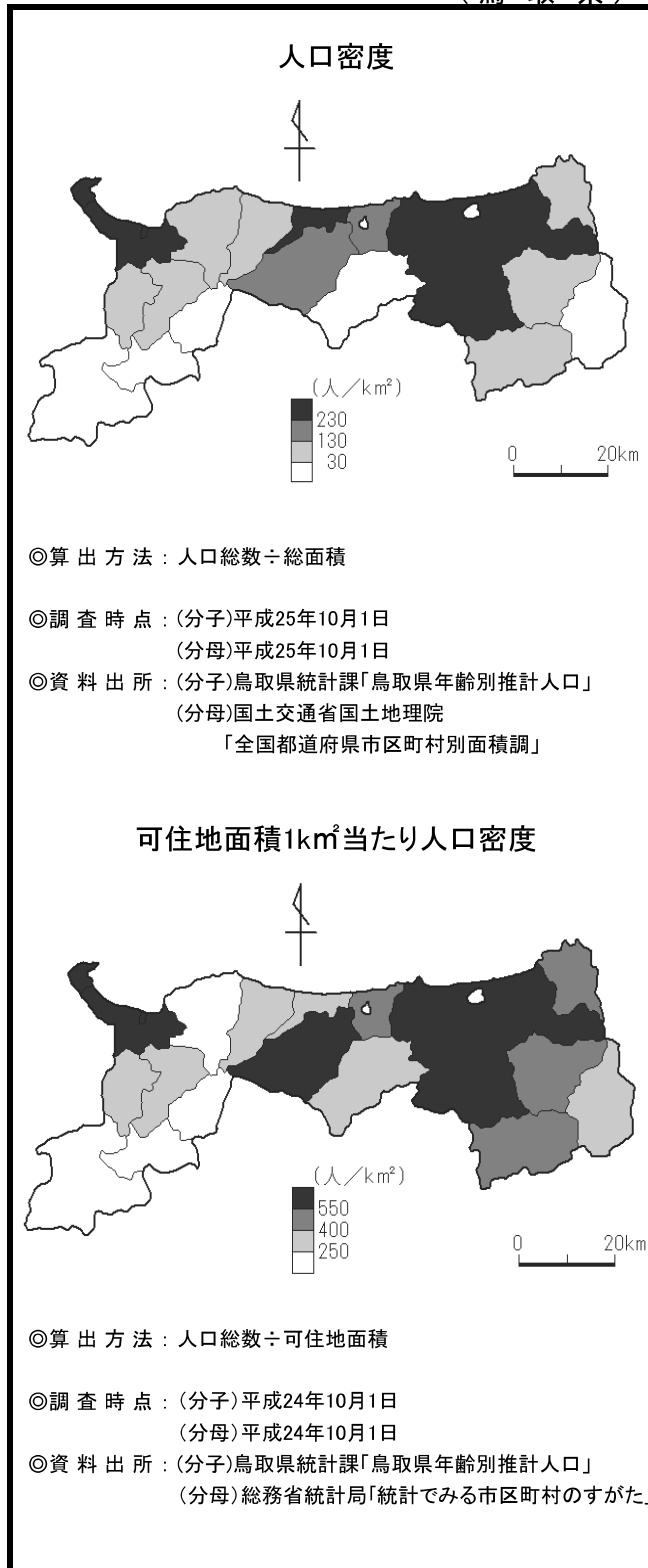 人口密度
(人／km²)
230
130
30
0 20km
◎算出方法：人口総数÷総面積
◎調査時点：(分子)平成25年10月1日
(分母)平成25年10月1日
◎資料出所：(分子)鳥取県統計課「鳥取県年齢別推計人口」
(分母)国土交通省国土地理院
「全国都道府県市区町村別面積調」
可住地面積1k㎡当たり人口密度
(人／km²)
550
400
250
0 20km
◎算出方法：人口総数÷可住地面積
◎調査時点：(分子)平成24年10月1日
(分母)平成24年10月1日
◎資料出所：(分子)鳥取県統計課「鳥取県年齢別推計人口」
(分母)総務省統計局「統計でみる市区町村のすがた」